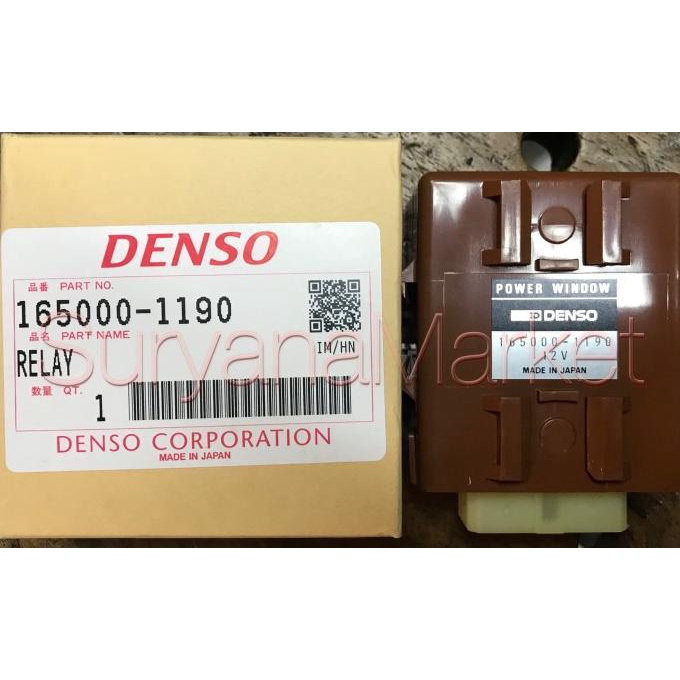 DENSO
品番 PART NO.
165000-1190
品名 PART NAME
RELAY
IM/HN
数量 QT.
1
DENSO CORPORATION
MADE IN JAPAN
POWER WINDOW
DENSO
165000-1190
12V
MADE IN JAPAN
SuryanaMarket